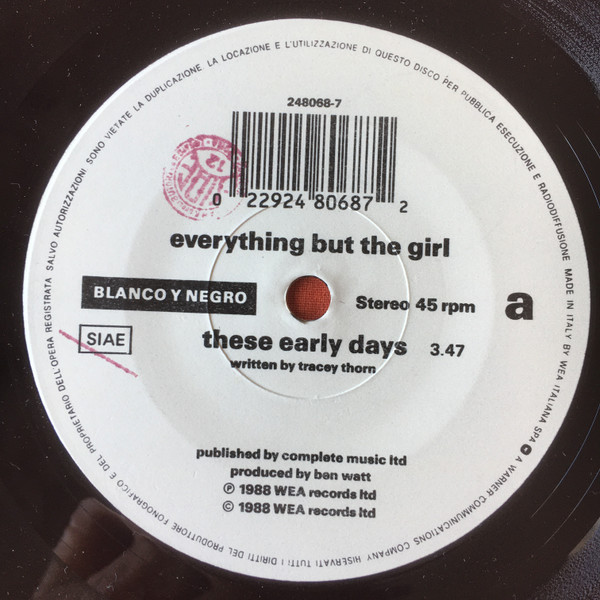 248068-7
0 22924 80687 2
everything but the girl
BLANCO Y NEGRO
Stereo 45 rpm
a
SIAE
these early days 3.47
written by tracey thorn
published by complete music ltd
produced by ben watt
℗ 1988 WEA records ltd
© 1988 WEA records ltd
SONO VIETATE LA DUPLICAZIONE, LA LOCAZIONE E L'UTILIZZAZIONE DI QUESTO DISCO PER PUBBLICA ESECUZIONE E RADIODIFFUSIONE MADE IN ITALY BY WEA ITALIANA SPA A WARNER COMMUNICATIONS COMPANY HISERVATI TUTTI I DIRITTI DEL PRODUTTORE FONOGRAFICO E DEL PROPRIETARIO DELL'OPERA REGISTRATA SALVO AUTORIZZAZIONI
12